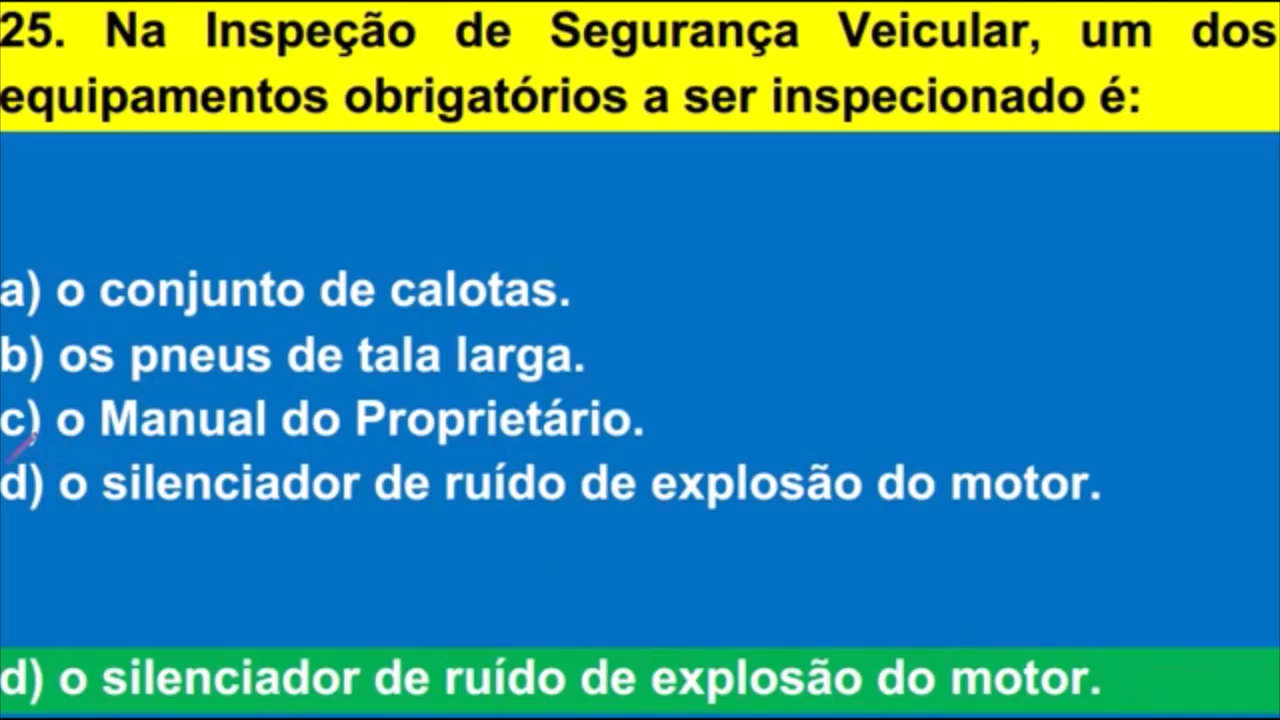 25. Na Inspeção de Segurança Veicular, um dos
equipamentos obrigatórios a ser inspecionado é:
a) o conjunto de calotas.
b) os pneus de tala larga.
c) o Manual do Proprietário.
d) o silenciador de ruído de explosão do motor.
d) o silenciador de ruído de explosão do motor.